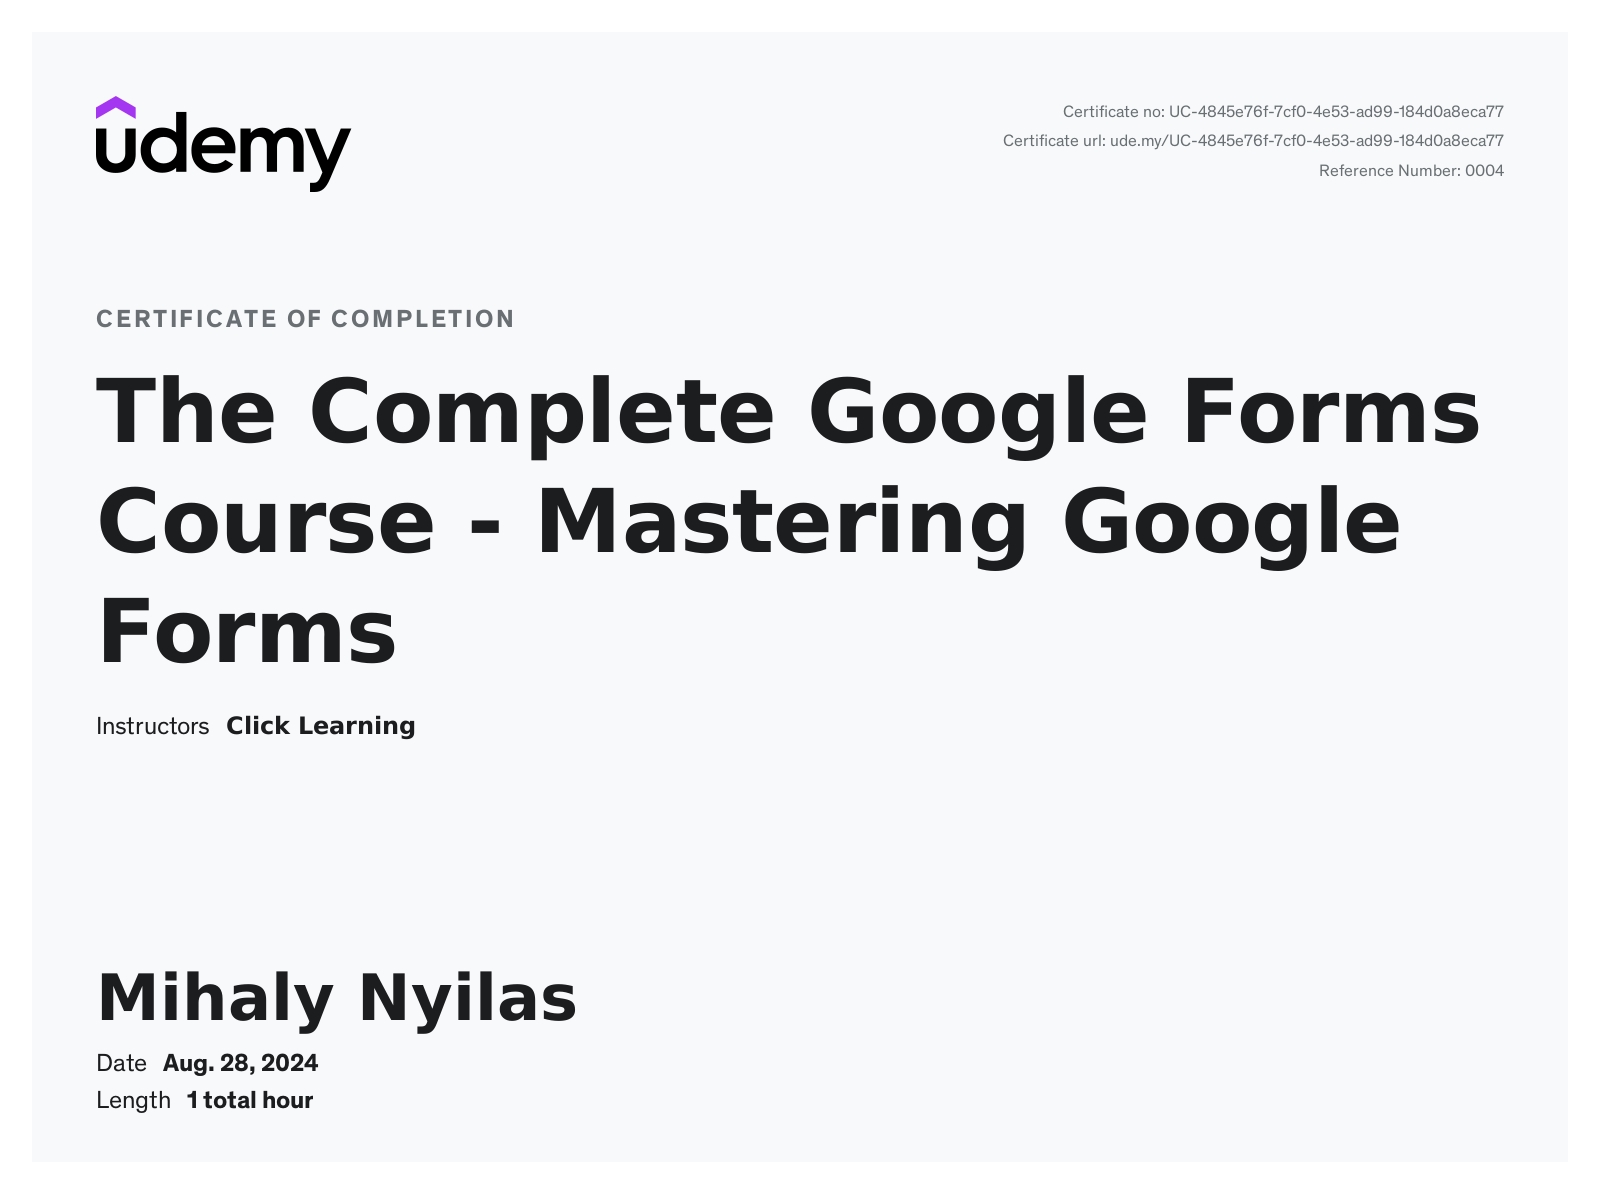 udemy
Certificate no: UC-4845e76f-7cf0-4e53-ad99-184d0a8eca77
Certificate url: ude.my/UC-4845e76f-7cf0-4e53-ad99-184d0a8eca77
Reference Number: 0004
CERTIFICATE OF COMPLETION
The Complete Google Forms
Course - Mastering Google
Forms
Instructors Click Learning
Mihaly Nyilas
Date Aug. 28, 2024
Length 1 total hour